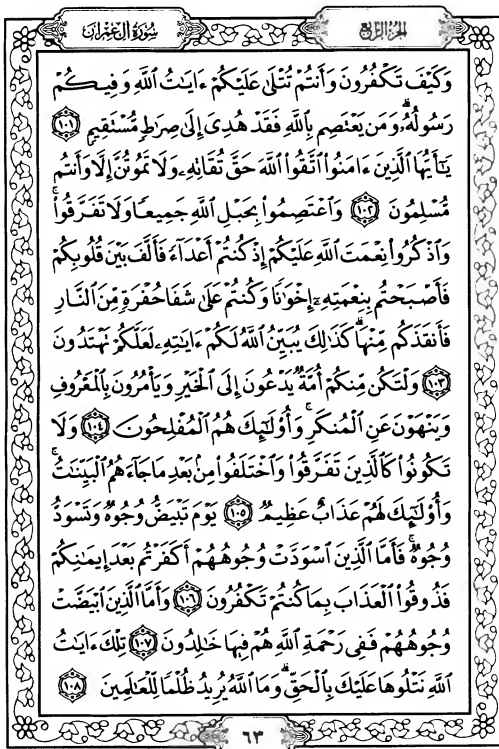 سُورَةُ آلِ عِمْرَان
الجُزْءُ الرَّابِعُ
وَكَيْفَ تَكْفُرُونَ وَأَنتُمْ تُتْلَىٰ عَلَيْكُمْ ءَايَٰتُ ٱللَّهِ وَفِيكُمْ
رَسُولُهُۥۗ وَمَن يَعْتَصِم بِٱللَّهِ فَقَدْ هُدِىَ إِلَىٰ صِرَٰطٍ مُّسْتَقِيمٍ ١٠١
يَٰٓأَيُّهَا ٱلَّذِينَ ءَامَنُوا۟ ٱتَّقُوا۟ ٱللَّهَ حَقَّ تُقَاتِهِۦ وَلَا تَمُوتُنَّ إِلَّا وَأَنتُم
مُّسْلِمُونَ ١٠٢ وَٱعْتَصِمُوا۟ بِحَبْلِ ٱللَّهِ جَمِيعًا وَلَا تَفَرَّقُوا۟ۚ
وَٱذْكُرُوا۟ نِعْمَتَ ٱللَّهِ عَلَيْكُمْ إِذْ كُنتُمْ أَعْدَآءً فَأَلَّفَ بَيْنَ قُلُوبِكُمْ
فَأَصْبَحْتُم بِنِعْمَتِهِۦٓ إِخْوَٰنًا وَكُنتُمْ عَلَىٰ شَفَا حُفْرَةٍ مِّنَ ٱلنَّارِ
فَأَنقَذَكُم مِّنْهَاۗ كَذَٰلِكَ يُبَيِّنُ ٱللَّهُ لَكُمْ ءَايَٰتِهِۦ لَعَلَّكُمْ تَهْتَدُونَ
١٠٣ وَلْتَكُن مِّنكُمْ أُمَّةٌ يَدْعُونَ إِلَى ٱلْخَيْرِ وَيَأْمُرُونَ بِٱلْمَعْرُوفِ
وَيَنْهَوْنَ عَنِ ٱلْمُنكَرِۚ وَأُو۟لَٰٓئِكَ هُمُ ٱلْمُفْلِحُونَ ١٠٤ وَلَا
تَكُونُوا۟ كَٱلَّذِينَ تَفَرَّقُوا۟ وَٱخْتَلَفُوا۟ مِنۢ بَعْدِ مَا جَآءَهُمُ ٱلْبَيِّنَٰتُۚ
وَأُو۟لَٰٓئِكَ لَهُمْ عَذَابٌ عَظِيمٌ ١٠٥ يَوْمَ تَبْيَضُّ وُجُوهٌ وَتَسْوَدُّ
وُجُوهٌۚ فَأَمَّا ٱلَّذِينَ ٱسْوَدَّتْ وُجُوهُهُمْ أَكَفَرْتُم بَعْدَ إِيمَٰنِكُمْ
فَذُوقُوا۟ ٱلْعَذَابَ بِمَا كُنتُمْ تَكْفُرُونَ ١٠٦ وَأَمَّا ٱلَّذِينَ ٱبْيَضَّتْ
وُجُوهُهُمْ فَفِى رَحْمَةِ ٱللَّهِ هُمْ فِيهَا خَٰلِدُونَ ١٠٧ تِلْكَ ءَايَٰتُ
ٱللَّهِ نَتْلُوهَا عَلَيْكَ بِٱلْحَقِّۗ وَمَا ٱللَّهُ يُرِيدُ ظُلْمًا لِّلْعَٰلَمِينَ ١٠٨
٦٣